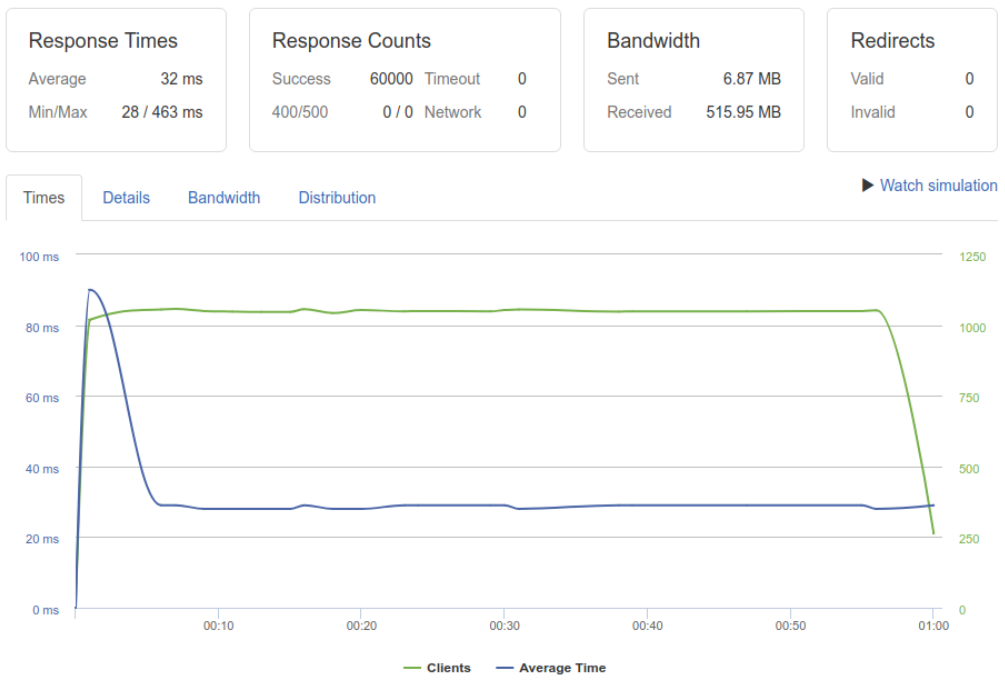 Response Times
Average 32 ms
Min/Max 28 / 463 ms
Response Counts
Success 60000 Timeout 0
400/500 0 / 0 Network 0
Bandwidth
Sent 6.87 MB
Received 515.95 MB
Redirects
Valid 0
Invalid 0
Times Details Bandwidth Distribution
Watch simulation
100 ms 1250
80 ms 1000
60 ms 750
40 ms 500
20 ms 250
0 ms 0
00:10 00:20 00:30 00:40 00:50 01:00
Clients Average Time